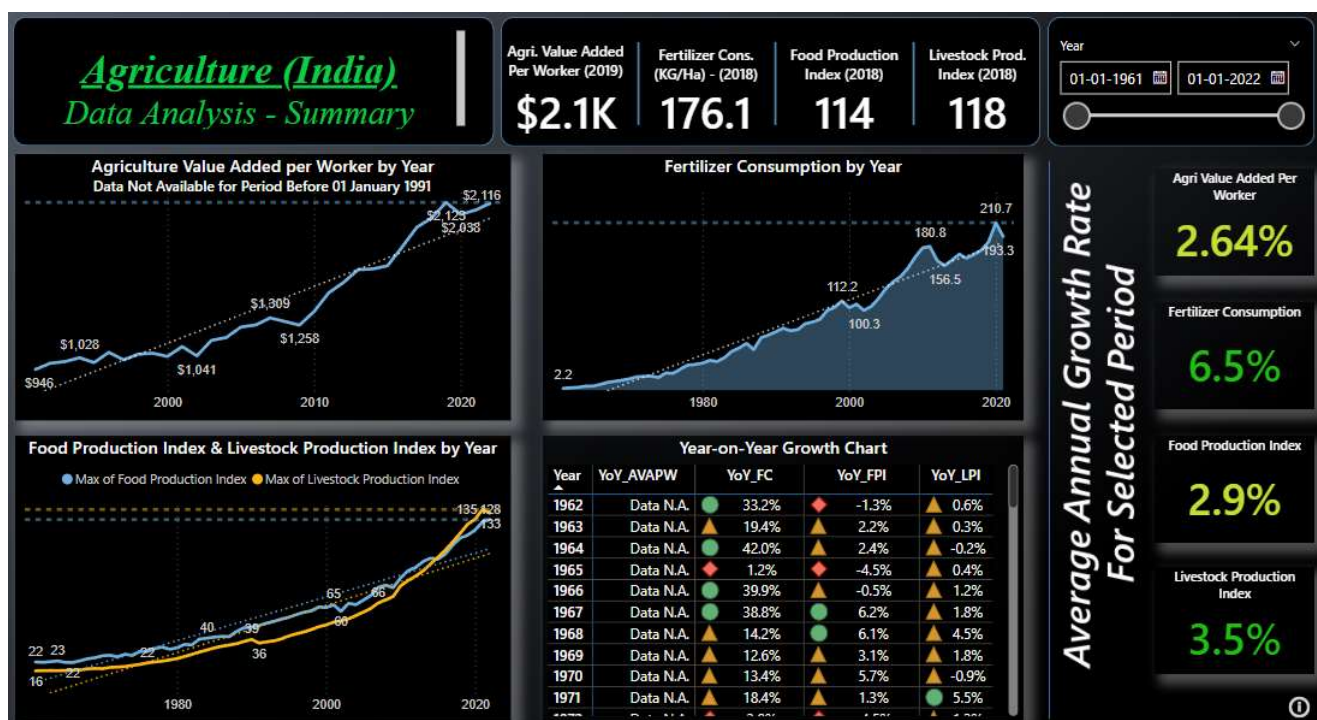 Agriculture (India)
Data Analysis - Summary
Agri. Value Added
Per Worker (2019)
$2.1K
Fertilizer Cons.
(KG/Ha) - (2018)
176.1
Food Production
Index (2018)
114
Livestock Prod.
Index (2018)
118
Year
01-01-1961
01-01-2022
Agriculture Value Added per Worker by Year
Data Not Available for Period Before 01 January 1991
$2,116
$2,123
$2,038
$1,309
$1,258
$1,028
$1,041
$946
2000 2010 2020
Fertilizer Consumption by Year
210.7
180.8
193.3
156.5
112.2
100.3
2.2
1980 2000 2020
Food Production Index & Livestock Production Index by Year
Max of Food Production Index Max of Livestock Production Index
135 128
133
65
66
60
40
39
36
22 23
22
22
16
1980 2000 2020
Year-on-Year Growth Chart
Year YoY_AVAPW YoY_FC YoY_FPI YoY_LPI
1962 Data N.A. 33.2% -1.3% 0.6%
1963 Data N.A. 19.4% 2.2% 0.3%
1964 Data N.A. 42.0% 2.4% -0.2%
1965 Data N.A. 1.2% -4.5% 0.4%
1966 Data N.A. 39.9% -0.5% 1.2%
1967 Data N.A. 38.8% 6.2% 1.8%
1968 Data N.A. 14.2% 6.1% 4.5%
1969 Data N.A. 12.6% 3.1% 1.8%
1970 Data N.A. 13.4% 5.7% -0.9%
1971 Data N.A. 18.4% 1.3% 5.5%
Average Annual Growth Rate
For Selected Period
Agri Value Added Per
Worker
2.64%
Fertilizer Consumption
6.5%
Food Production Index
2.9%
Livestock Production
Index
3.5%